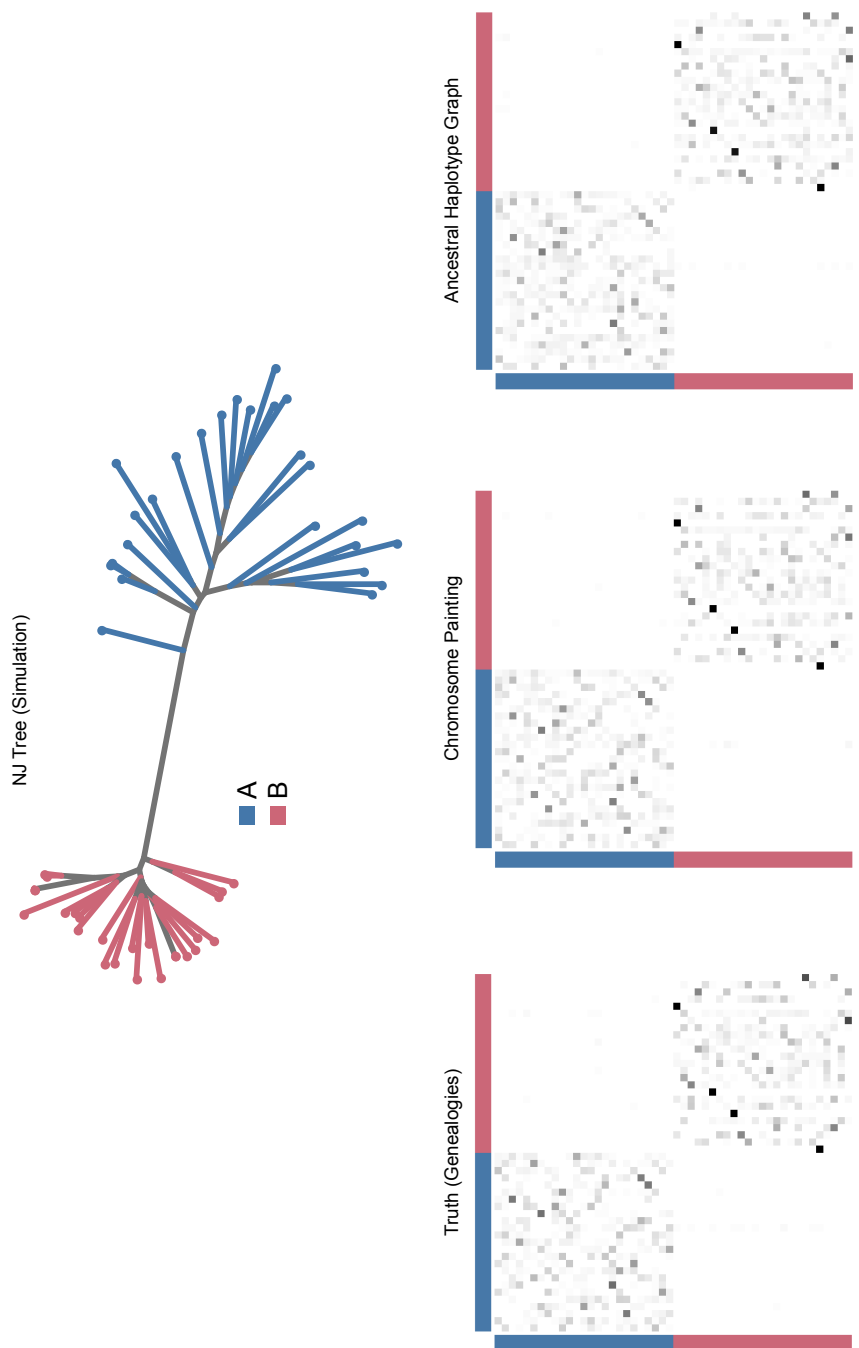 NJ Tree (Simulation)
A
B
Truth (Genealogies)
Chromosome Painting
Ancestral Haplotype Graph